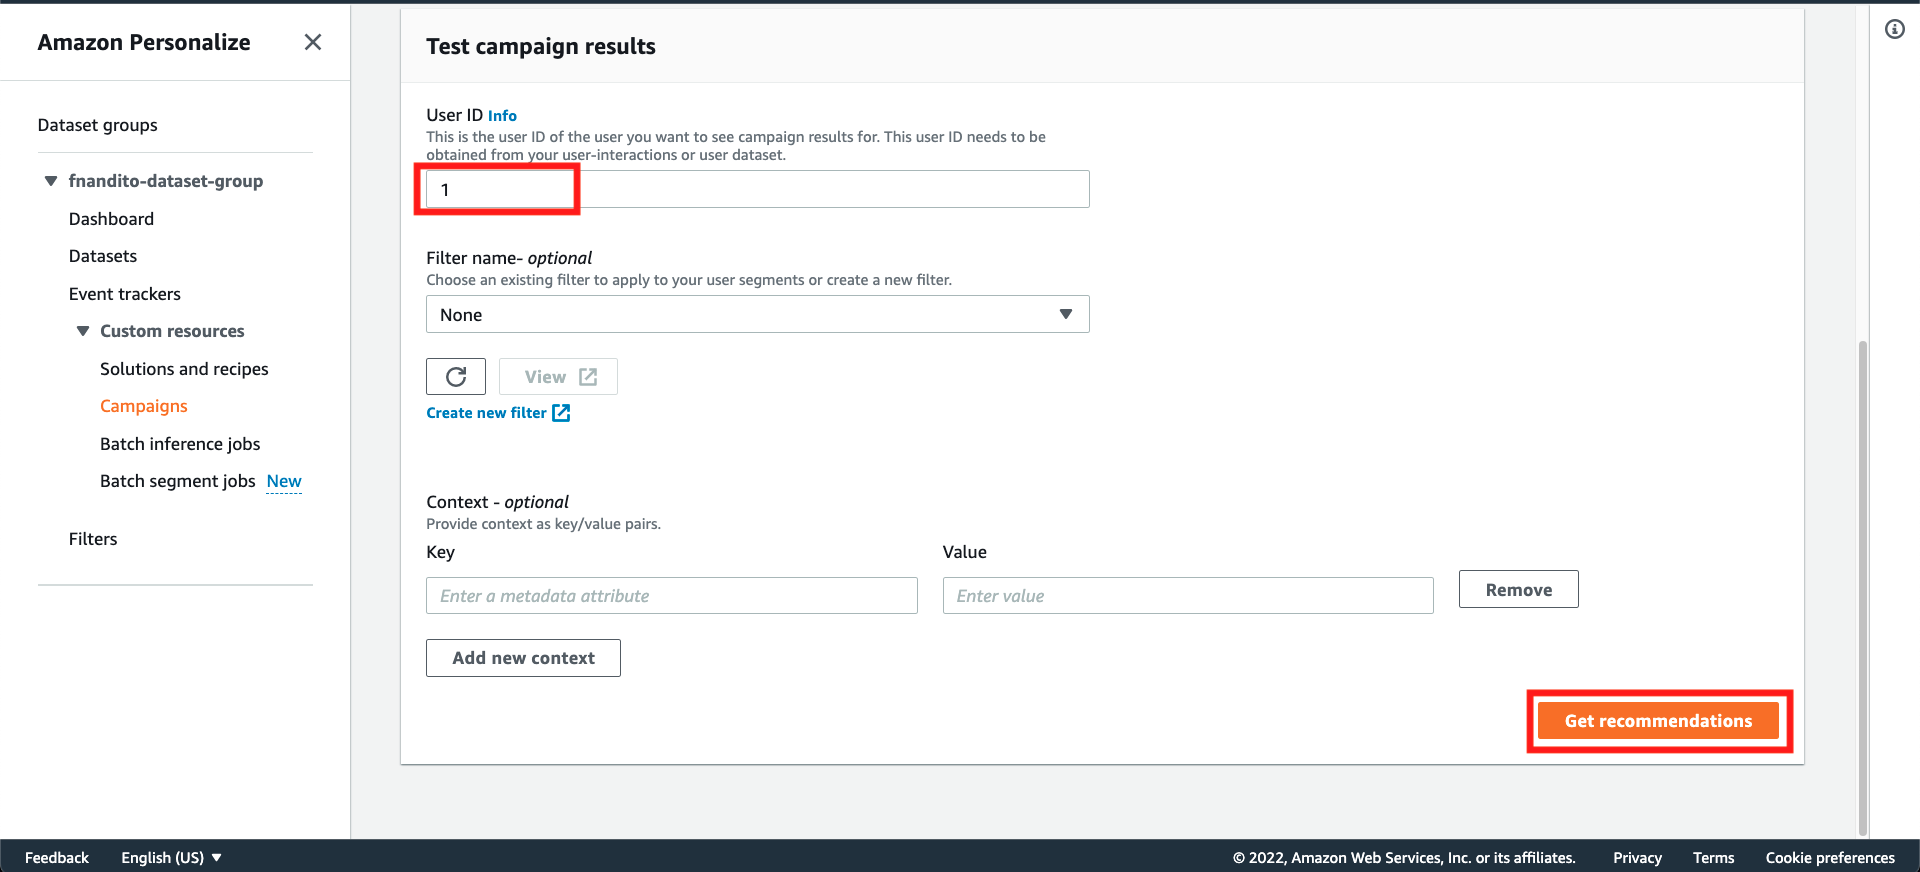 Amazon Personalize
Dataset groups
fnandito-dataset-group
Dashboard
Datasets
Event trackers
Custom resources
Solutions and recipes
Campaigns
Batch inference jobs
Batch segment jobs New
Filters
Test campaign results
User ID Info
This is the user ID of the user you want to see campaign results for. This user ID needs to be
obtained from your user-interactions or user dataset.
1
Filter name- optional
Choose an existing filter to apply to your user segments or create a new filter.
None
View
Create new filter
Context - optional
Provide context as key/value pairs.
Key Value
Enter a metadata attribute Enter value Remove
Add new context
Get recommendations
Feedback English (US) © 2022, Amazon Web Services, Inc. or its affiliates. Privacy Terms Cookie preferences